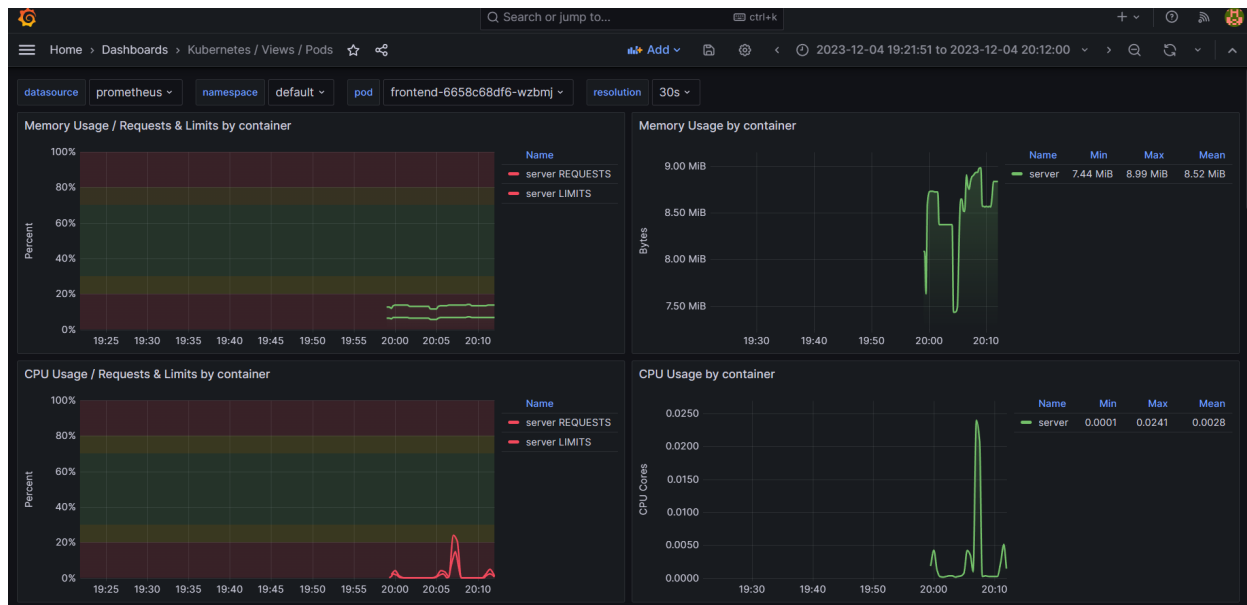 Search or jump to... ctrl+k
Home › Dashboards › Kubernetes / Views / Pods Add 2023-12-04 19:21:51 to 2023-12-04 20:12:00
datasource prometheus namespace default pod frontend-6658c68df6-wzbmj resolution 30s
Memory Usage / Requests & Limits by container
100%
80%
60%
40%
20%
0%
Percent
19:25 19:30 19:35 19:40 19:45 19:50 19:55 20:00 20:05 20:10
Name
server REQUESTS
server LIMITS
Memory Usage by container
9.00 MiB
8.50 MiB
8.00 MiB
7.50 MiB
Bytes
19:30 19:40 19:50 20:00 20:10
Name Min Max Mean
server 7.44 MiB 8.99 MiB 8.52 MiB
CPU Usage / Requests & Limits by container
100%
80%
60%
40%
20%
0%
Percent
19:25 19:30 19:35 19:40 19:45 19:50 19:55 20:00 20:05 20:10
Name
server REQUESTS
server LIMITS
CPU Usage by container
0.0250
0.0200
0.0150
0.0100
0.0050
0.0000
CPU Cores
19:30 19:40 19:50 20:00 20:10
Name Min Max Mean
server 0.0001 0.0241 0.0028